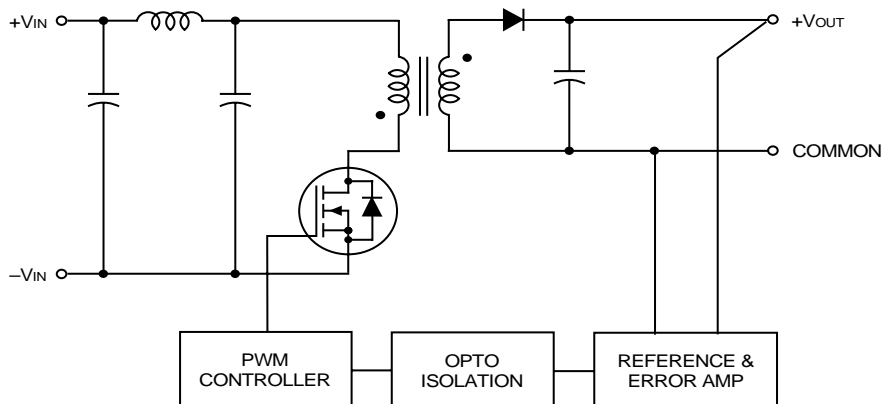 +VIN
+VOUT
COMMON
–VIN
PWM
CONTROLLER
OPTO
ISOLATION
REFERENCE &
ERROR AMP